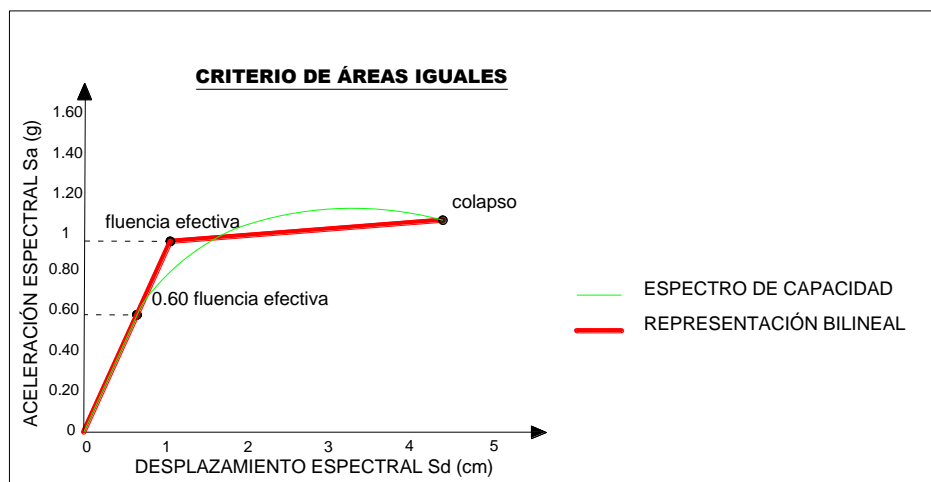 CRITERIO DE ÁREAS IGUALES
ACELERACIÓN ESPECTRAL Sa (g)
1.60
1.40
1.20
1
0.80
0.60
0.40
0.20
0
fluencia efectiva
colapso
0.60 fluencia efectiva
ESPECTRO DE CAPACIDAD
REPRESENTACIÓN BILINEAL
0 1 2 3 4 5
DESPLAZAMIENTO ESPECTRAL Sd (cm)